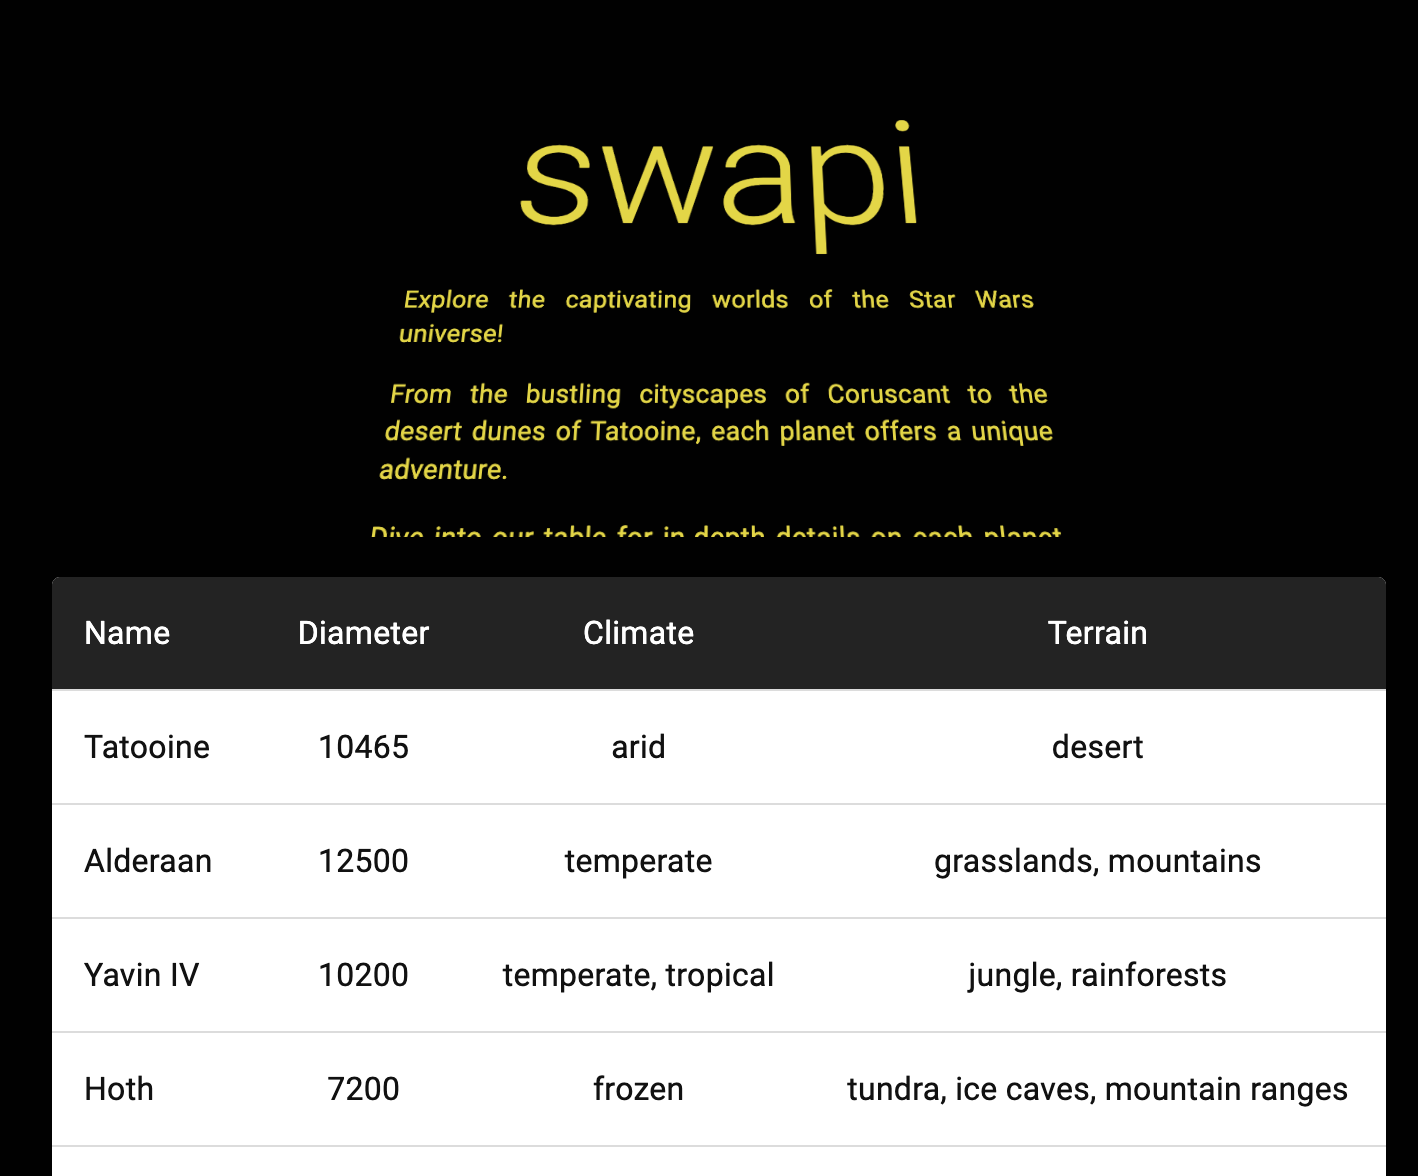 swapi
Explore the captivating worlds of the Star Wars
universe!
From the bustling cityscapes of Coruscant to the
desert dunes of Tatooine, each planet offers a unique
adventure.
Dive into our table for in-depth details on each planet
Name Diameter Climate Terrain
Tatooine 10465 arid desert
Alderaan 12500 temperate grasslands, mountains
Yavin IV 10200 temperate, tropical jungle, rainforests
Hoth 7200 frozen tundra, ice caves, mountain ranges